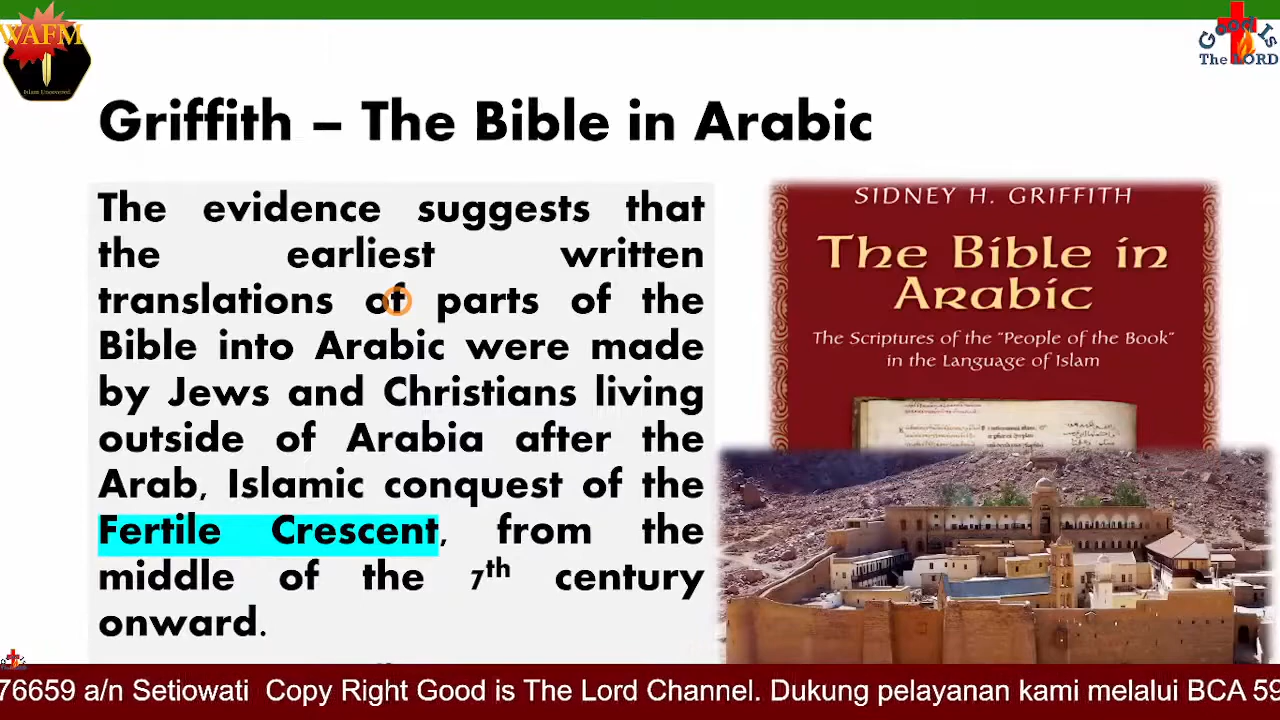 WAFM
Islam Uncovered
Good Is
The LORD
Griffith – The Bible in Arabic
The evidence suggests that
the earliest written
translations of parts of the
Bible into Arabic were made
by Jews and Christians living
outside of Arabia after the
Arab, Islamic conquest of the
Fertile Crescent, from the
middle of the 7th century
onward.
SIDNEY H. GRIFFITH
The Bible in
Arabic
The Scriptures of the "People of the Book"
in the Language of Islam
76659 a/n Setiowati Copy Right Good is The Lord Channel. Dukung pelayanan kami melalui BCA 59